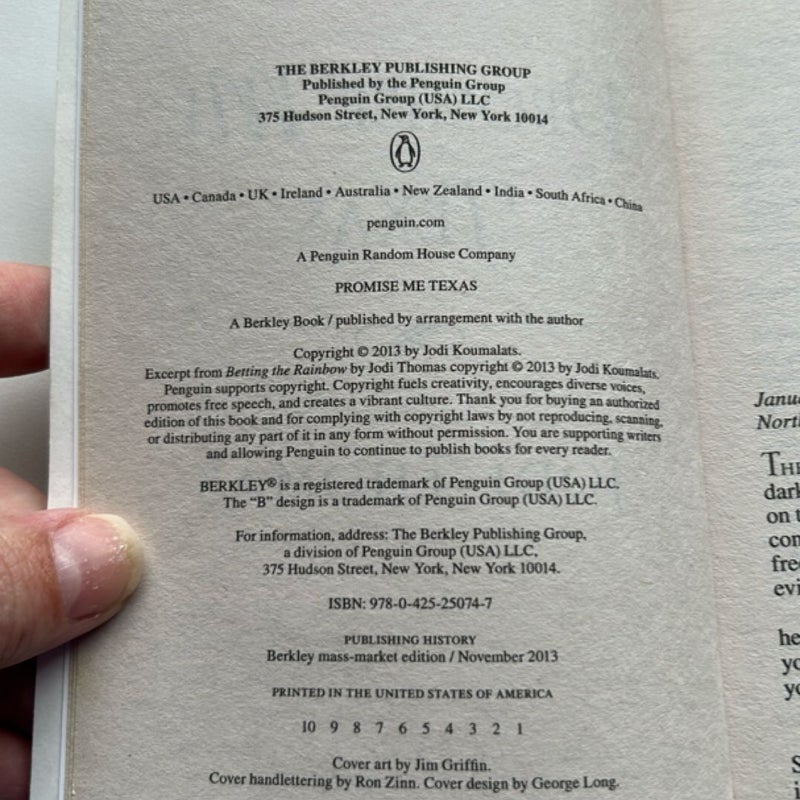 THE BERKLEY PUBLISHING GROUP
Published by the Penguin Group
Penguin Group (USA) LLC
375 Hudson Street, New York, New York 10014
USA • Canada • UK • Ireland • Australia • New Zealand • India • South Africa • China
penguin.com
A Penguin Random House Company
PROMISE ME TEXAS
A Berkley Book / published by arrangement with the author
Copyright © 2013 by Jodi Koumalats.
Excerpt from Betting the Rainbow by Jodi Thomas copyright © 2013 by Jodi Koumalats.
Penguin supports copyright. Copyright fuels creativity, encourages diverse voices,
promotes free speech, and creates a vibrant culture. Thank you for buying an authorized
edition of this book and for complying with copyright laws by not reproducing, scanning,
or distributing any part of it in any form without permission. You are supporting writers
and allowing Penguin to continue to publish books for every reader.
BERKLEY® is a registered trademark of Penguin Group (USA) LLC.
The “B” design is a trademark of Penguin Group (USA) LLC.
For information, address: The Berkley Publishing Group,
a division of Penguin Group (USA) LLC,
375 Hudson Street, New York, New York 10014.
ISBN: 978-0-425-25074-7
PUBLISHING HISTORY
Berkley mass-market edition / November 2013
PRINTED IN THE UNITED STATES OF AMERICA
10 9 8 7 6 5 4 3 2 1
Cover art by Jim Griffin.
Cover handlettering by Ron Zinn. Cover design by George Long.